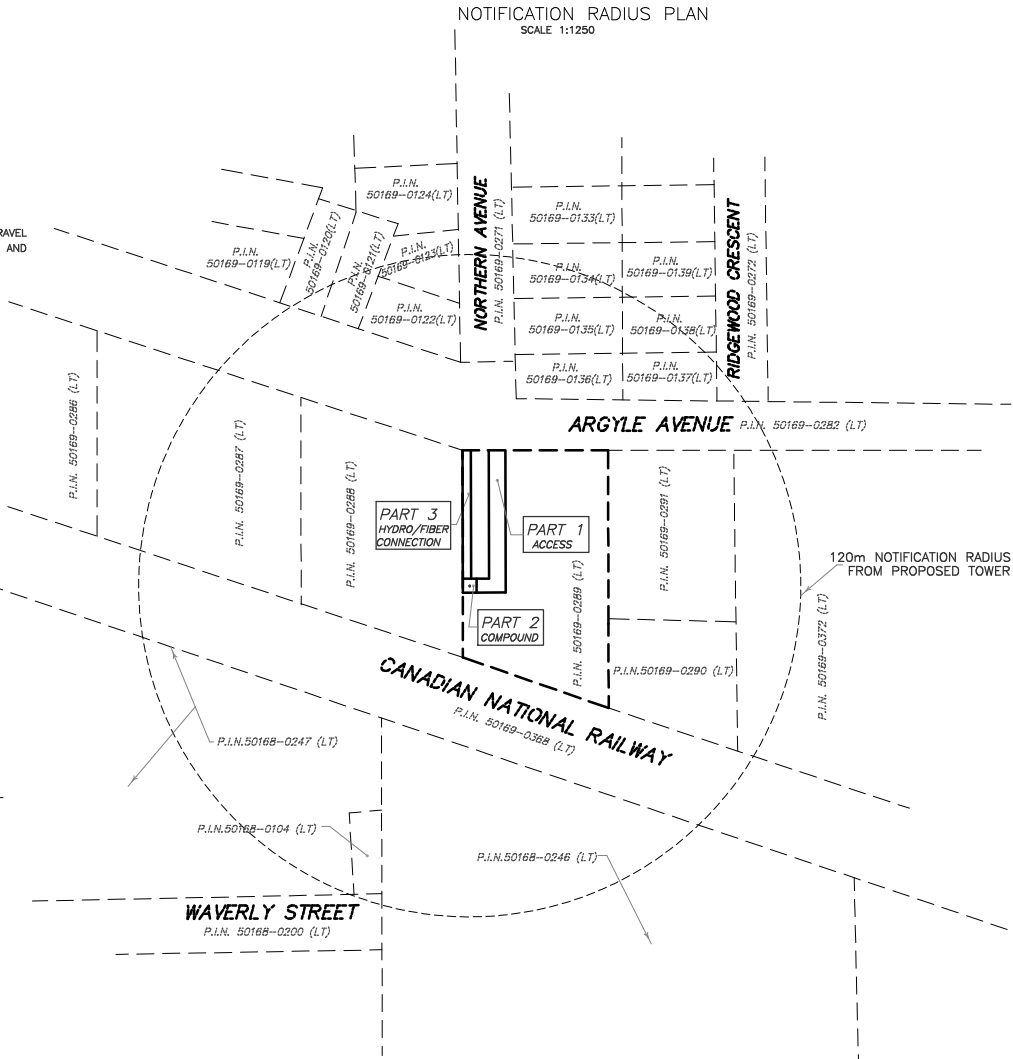 NOTIFICATION RADIUS PLAN
SCALE 1:1250
P.I.N.
50169-0124(LT)
NORTHERN AVENUE
P.I.N. 50169-0271 (LT)
P.I.N.
50169-0133(LT)
RIDGEWOOD CRESCENT
P.I.N. 50169-0272 (LT)
RAVEL
AND
P.I.N.
50169-0119(LT)
P.I.N.
50169-0120(LT)
P.I.N.
50169-0121(LT)
P.I.N.
50169-0123(LT)
P.I.N.
50169-0134(LT)
P.I.N.
50169-0139(LT)
P.I.N.
50169-0122(LT)
P.I.N.
50169-0135(LT)
P.I.N.
50169-0138(LT)
P.I.N.
50169-0136(LT)
P.I.N.
50169-0137(LT)
ARGYLE AVENUE P.I.N. 50169-0282 (LT)
P.I.N. 50169-0286 (LT)
P.I.N. 50169-0287 (LT)
P.I.N. 50169-0288 (LT)
PART 3
HYDRO/FIBER
CONNECTION
PART 1
ACCESS
P.I.N. 50169-0291 (LT)
120m NOTIFICATION RADIUS
FROM PROPOSED TOWER
P.I.N. 50169-0289 (LT)
PART 2
COMPOUND
P.I.N.50169-0290 (LT)
P.I.N. 50169-0372 (LT)
CANADIAN NATIONAL RAILWAY
P.I.N. 50169-0368 (LT)
P.I.N.50168-0247 (LT)
P.I.N.50168-0104 (LT)
P.I.N.50168-0246 (LT)
WAVERLY STREET
P.I.N. 50168-0200 (LT)